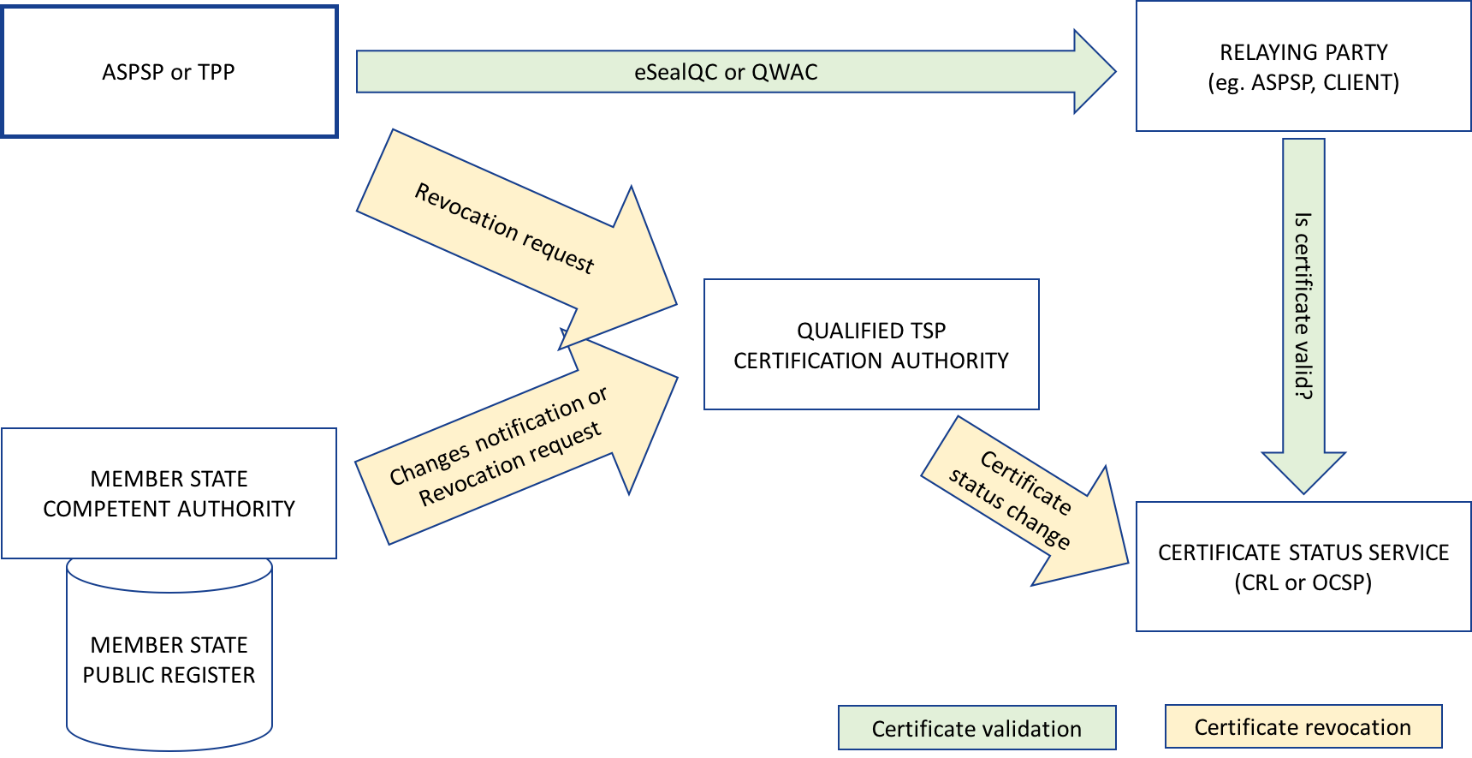 ASPSP or TPP
eSealQC or QWAC
RELAYING PARTY
(eg. ASPSP, CLIENT)
Revocation request
Is certificate valid?
QUALIFIED TSP
CERTIFICATION AUTHORITY
Changes notification or
Revocation request
MEMBER STATE
COMPETENT AUTHORITY
Certificate
status change
CERTIFICATE STATUS SERVICE
(CRL or OCSP)
MEMBER STATE
PUBLIC REGISTER
Certificate validation
Certificate revocation